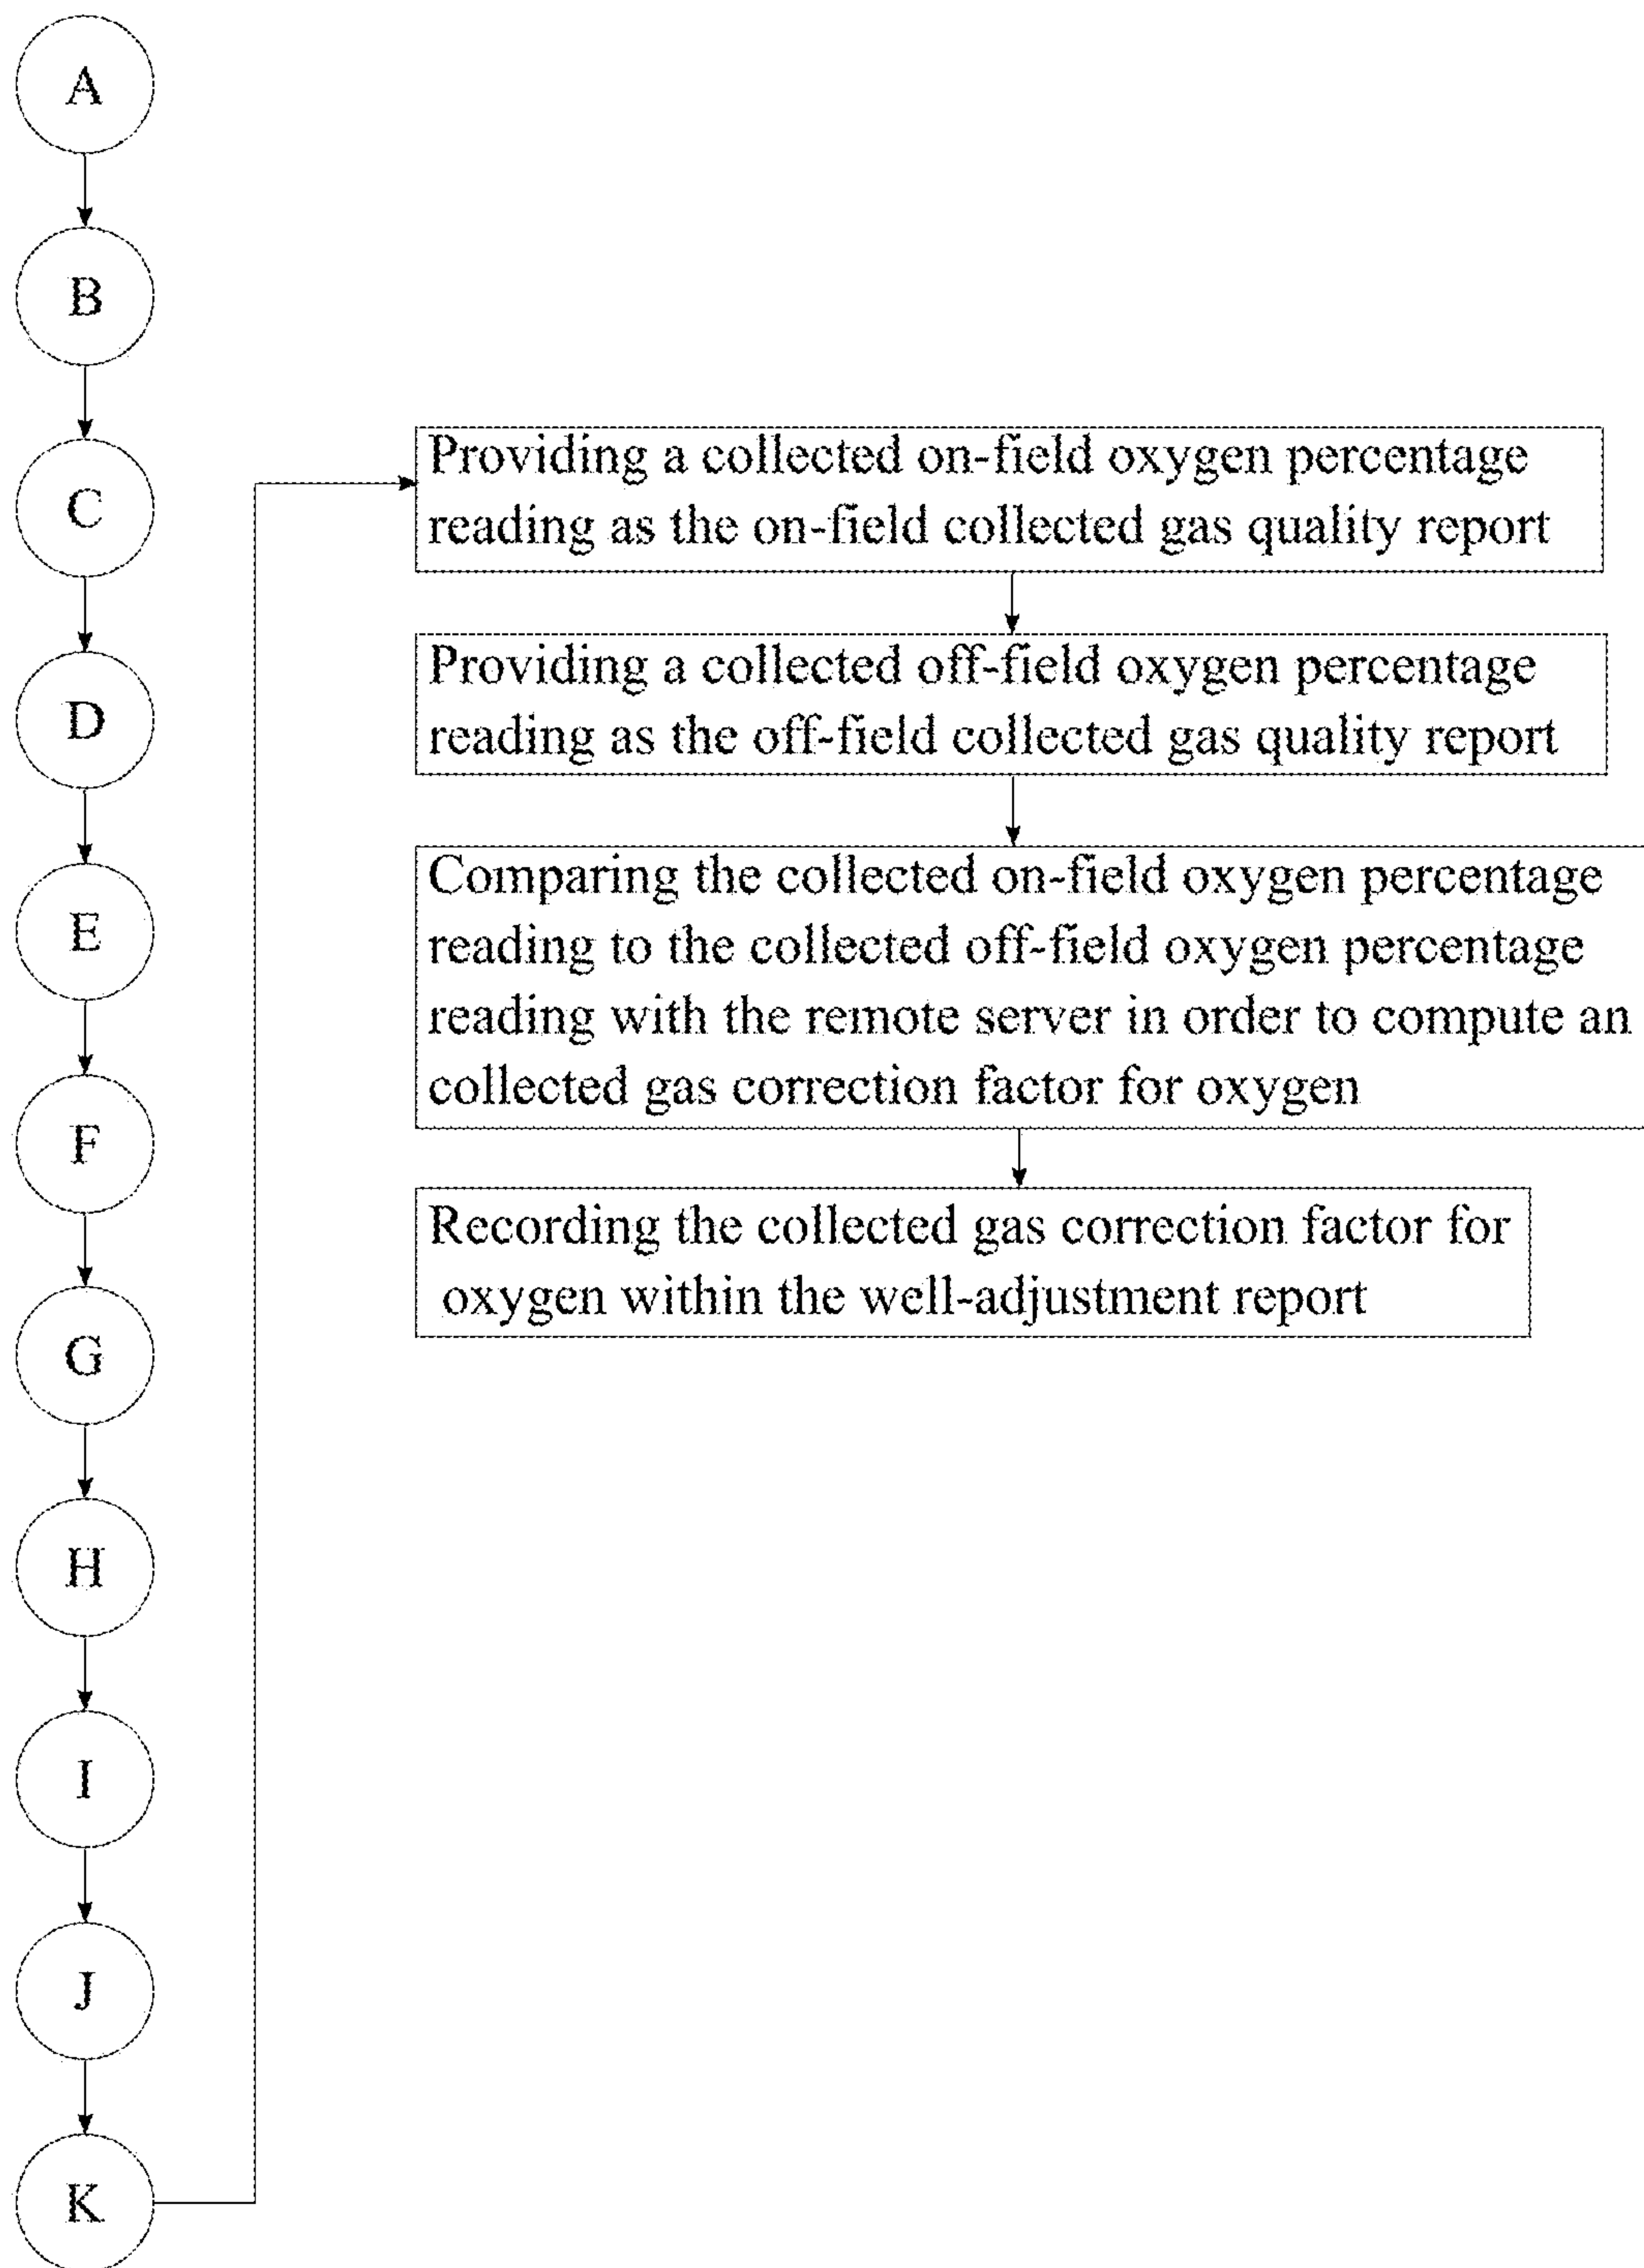 A
B
C
D
E
F
G
H
I
J
K
Providing a collected on-field oxygen percentage
reading as the on-field collected gas quality report
Providing a collected off-field oxygen percentage
reading as the off-field collected gas quality report
Comparing the collected on-field oxygen percentage
reading to the collected off-field oxygen percentage
reading with the remote server in order to compute an
collected gas correction factor for oxygen
Recording the collected gas correction factor for
oxygen within the well-adjustment report